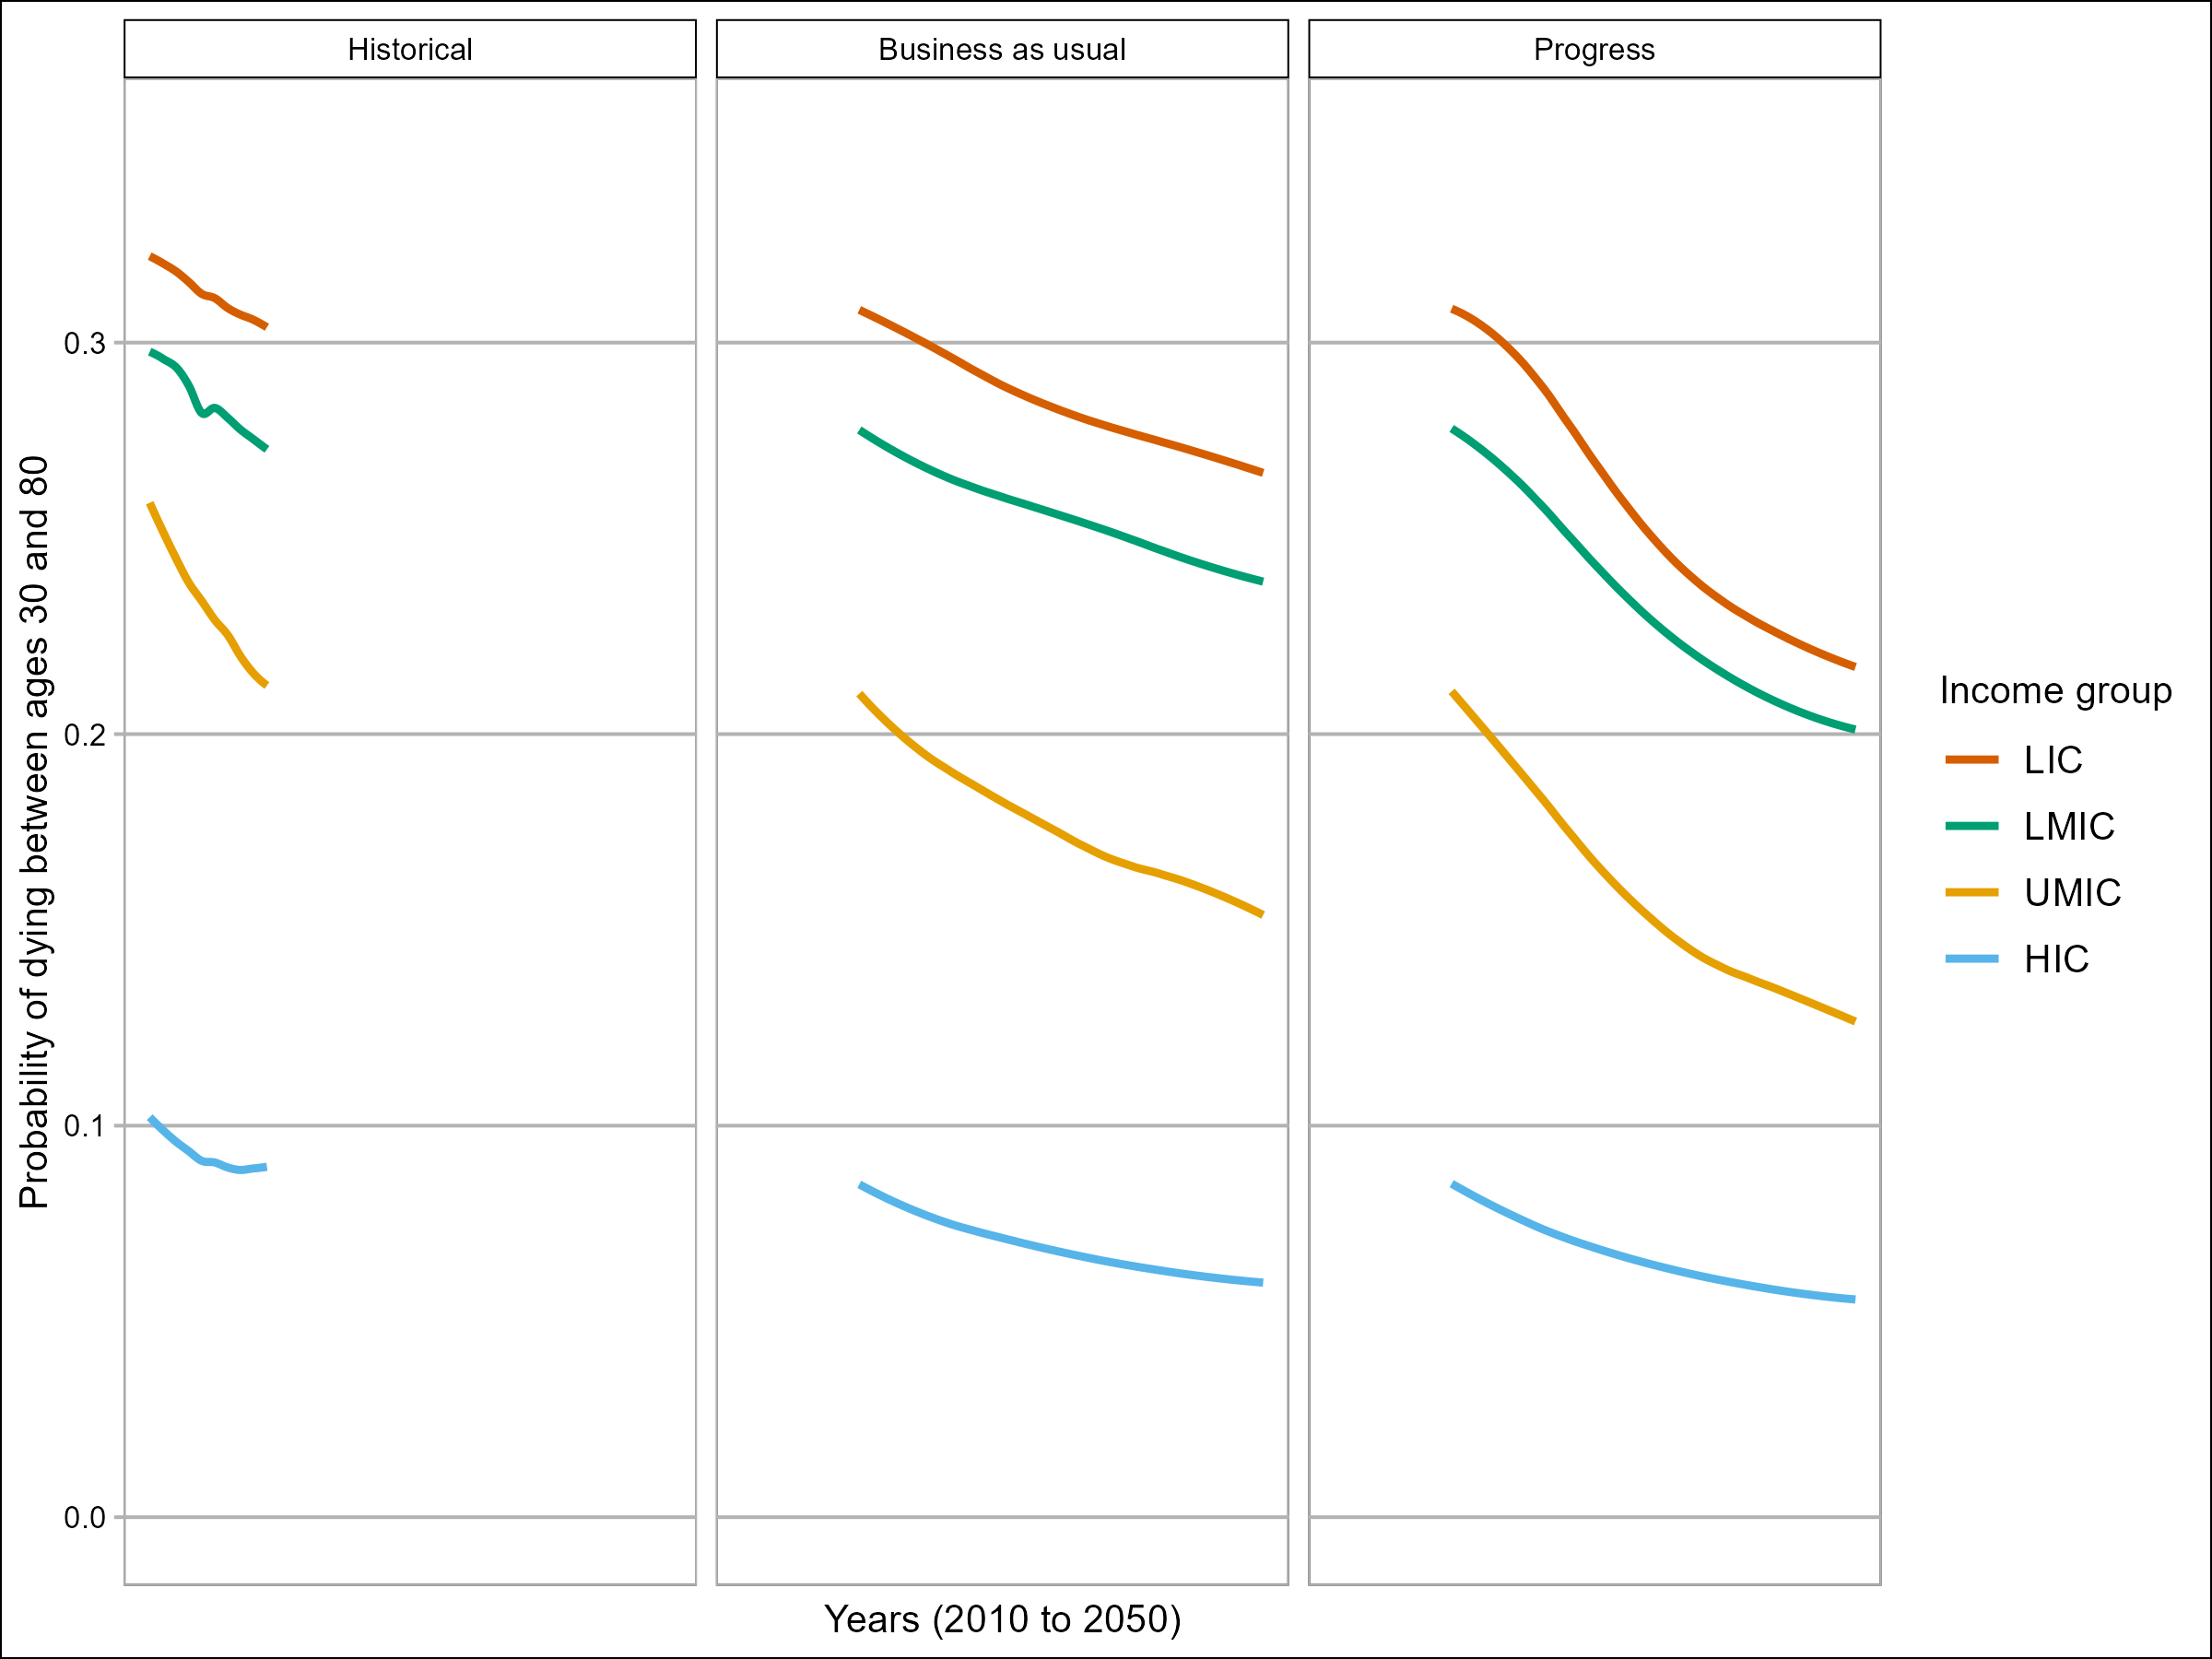 Historical
Business as usual
Progress
Probability of dying between ages 30 and 80
0.3
0.2
0.1
0.0
Years (2010 to 2050)
Income group
LIC
LMIC
UMIC
HIC